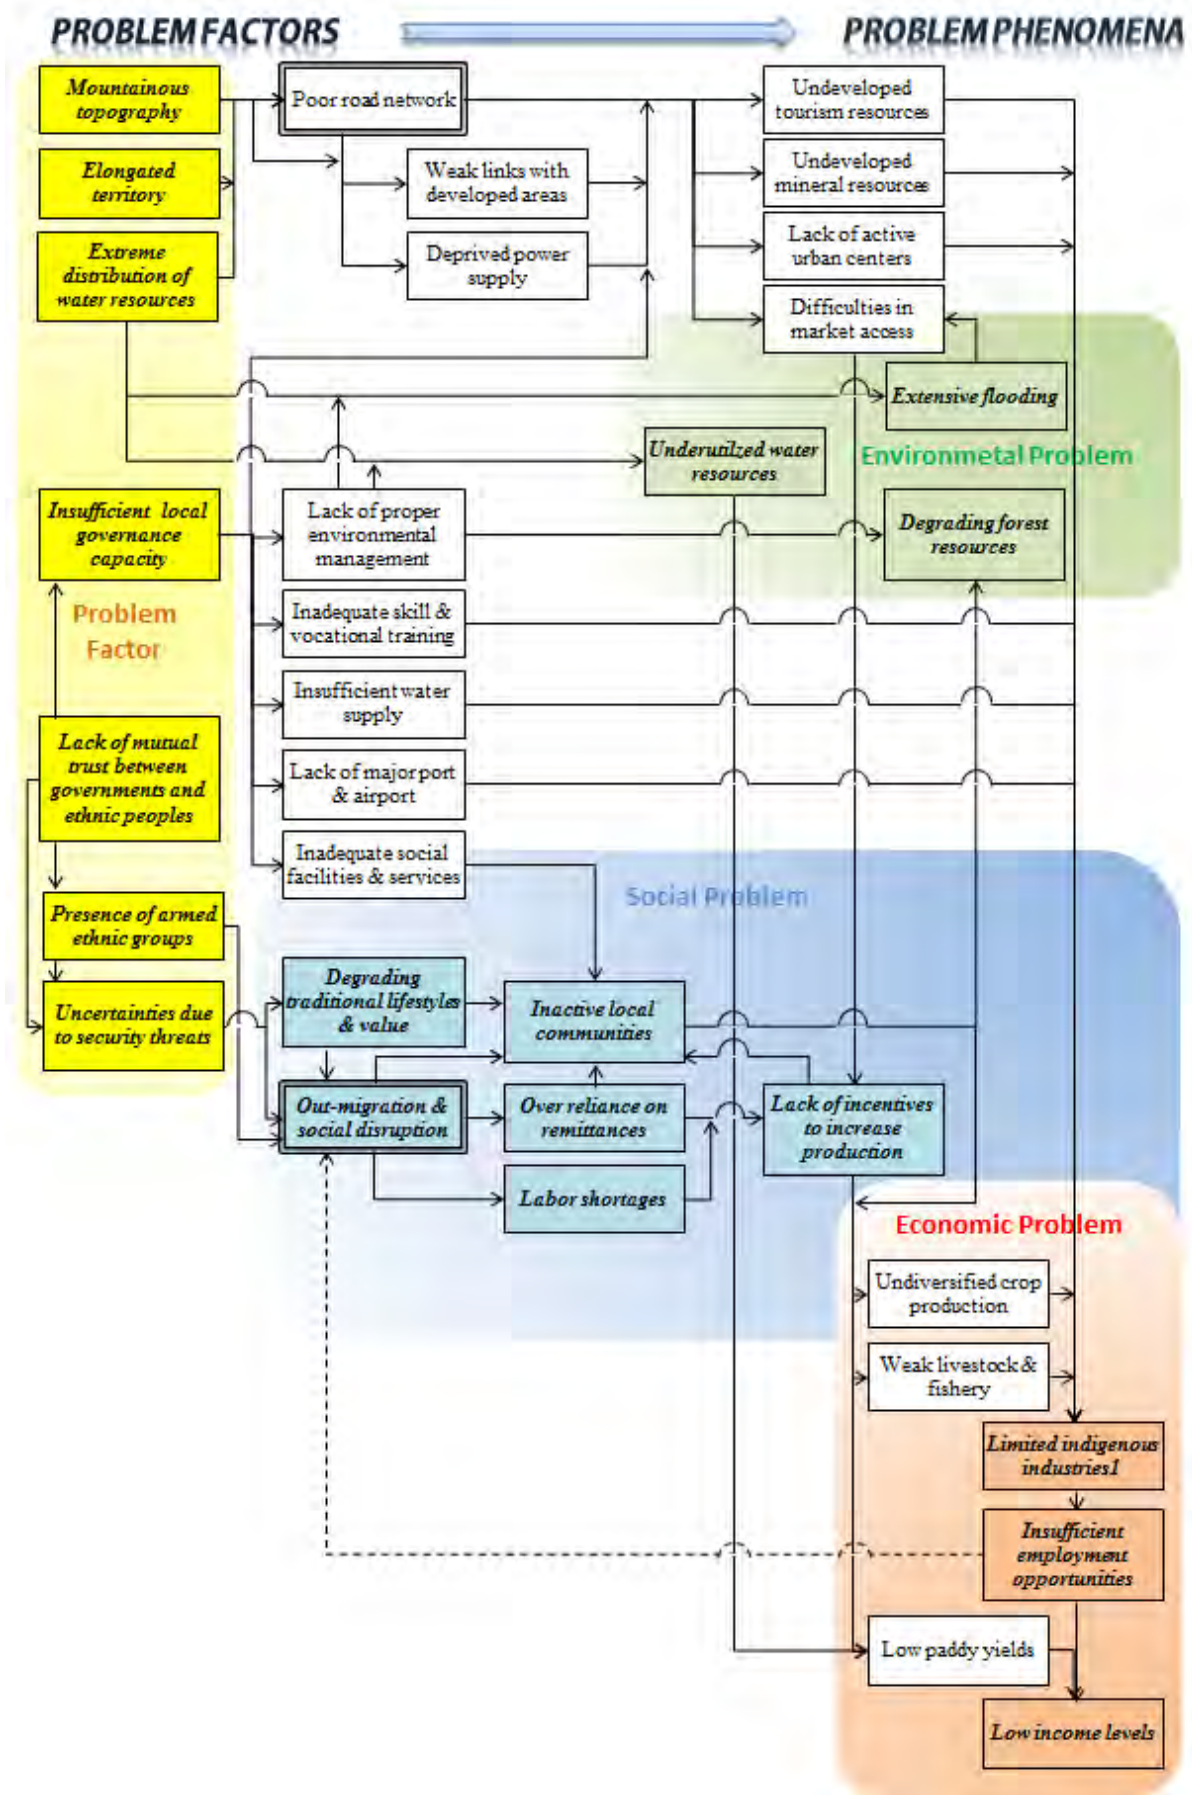 PROBLEM FACTORS
PROBLEM PHENOMENA
Mountainous
topography
Poor road network
Undeveloped
tourism resources
Elongated
territory
Weak links with
developed areas
Undeveloped
mineral resources
Extreme
distribution of
water resources
Deprived power
supply
Lack of active
urban centers
Difficulties in
market access
Extensive flooding
Underutilzed water
resources
Environmetal Problem
Insufficient local
governance
capacity
Lack of proper
environmental
management
Degrading forest
resources
Problem
Factor
Inadequate skill &
vocational training
Insufficient water
supply
Lack of mutual
trust between
governments and
ethnic peoples
Lack of major port
& airport
Inadequate social
facilities & services
Social Problem
Presence of armed
ethnic groups
Uncertainties due
to security threats
Degrading
traditional lifestyles
& value
Inactive local
communities
Out-migration &
social disruption
Over reliance on
remittances
Lack of incentives
to increase
production
Labor shortages
Economic Problem
Undiversified crop
production
Weak livestock &
fishery
Limited indigenous
industries1
Insufficient
employment
opportunities
Low paddy yields
Low income levels